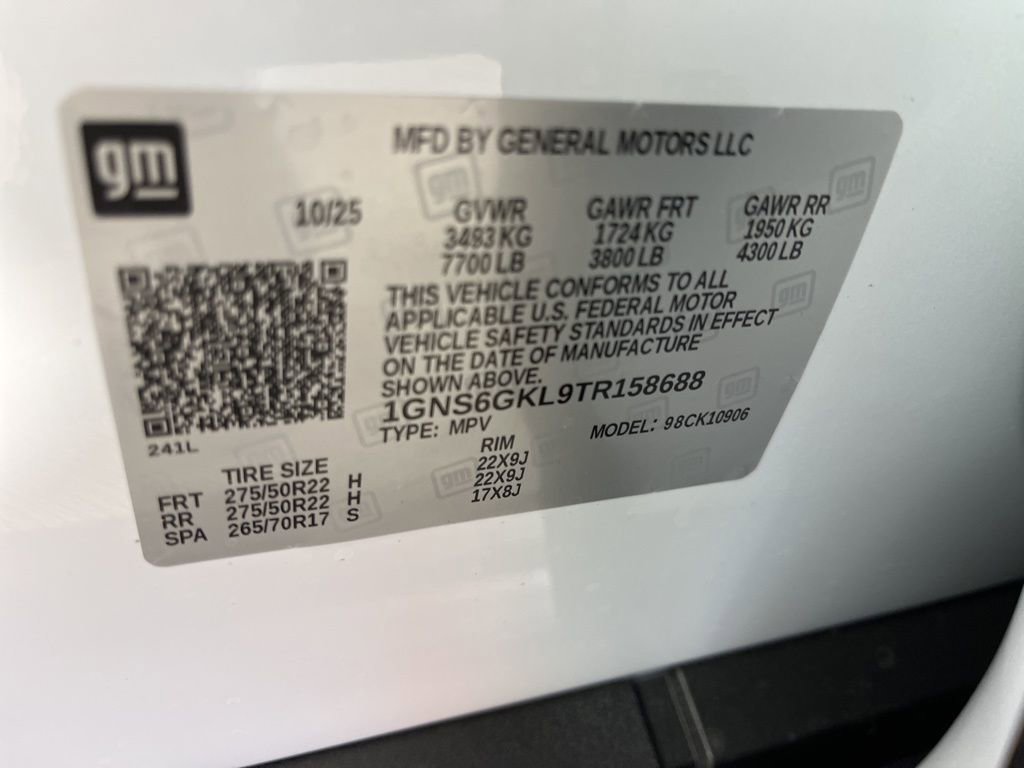 gm
MFD BY GENERAL MOTORS LLC
10/25 GVWR GAWR FRT GAWR RR
3493 KG 1724 KG 1950 KG
7700 LB 3800 LB 4300 LB
THIS VEHICLE CONFORMS TO ALL
APPLICABLE U.S. FEDERAL MOTOR
VEHICLE SAFETY STANDARDS IN EFFECT
ON THE DATE OF MANUFACTURE
SHOWN ABOVE.
1GNS6GKL9TR158688
TYPE: MPV MODEL: 98CK10906
241L
TIRE SIZE RIM
FRT 275/50R22 H 22X9J
RR 275/50R22 H 22X9J
SPA 265/70R17 S 17X8J